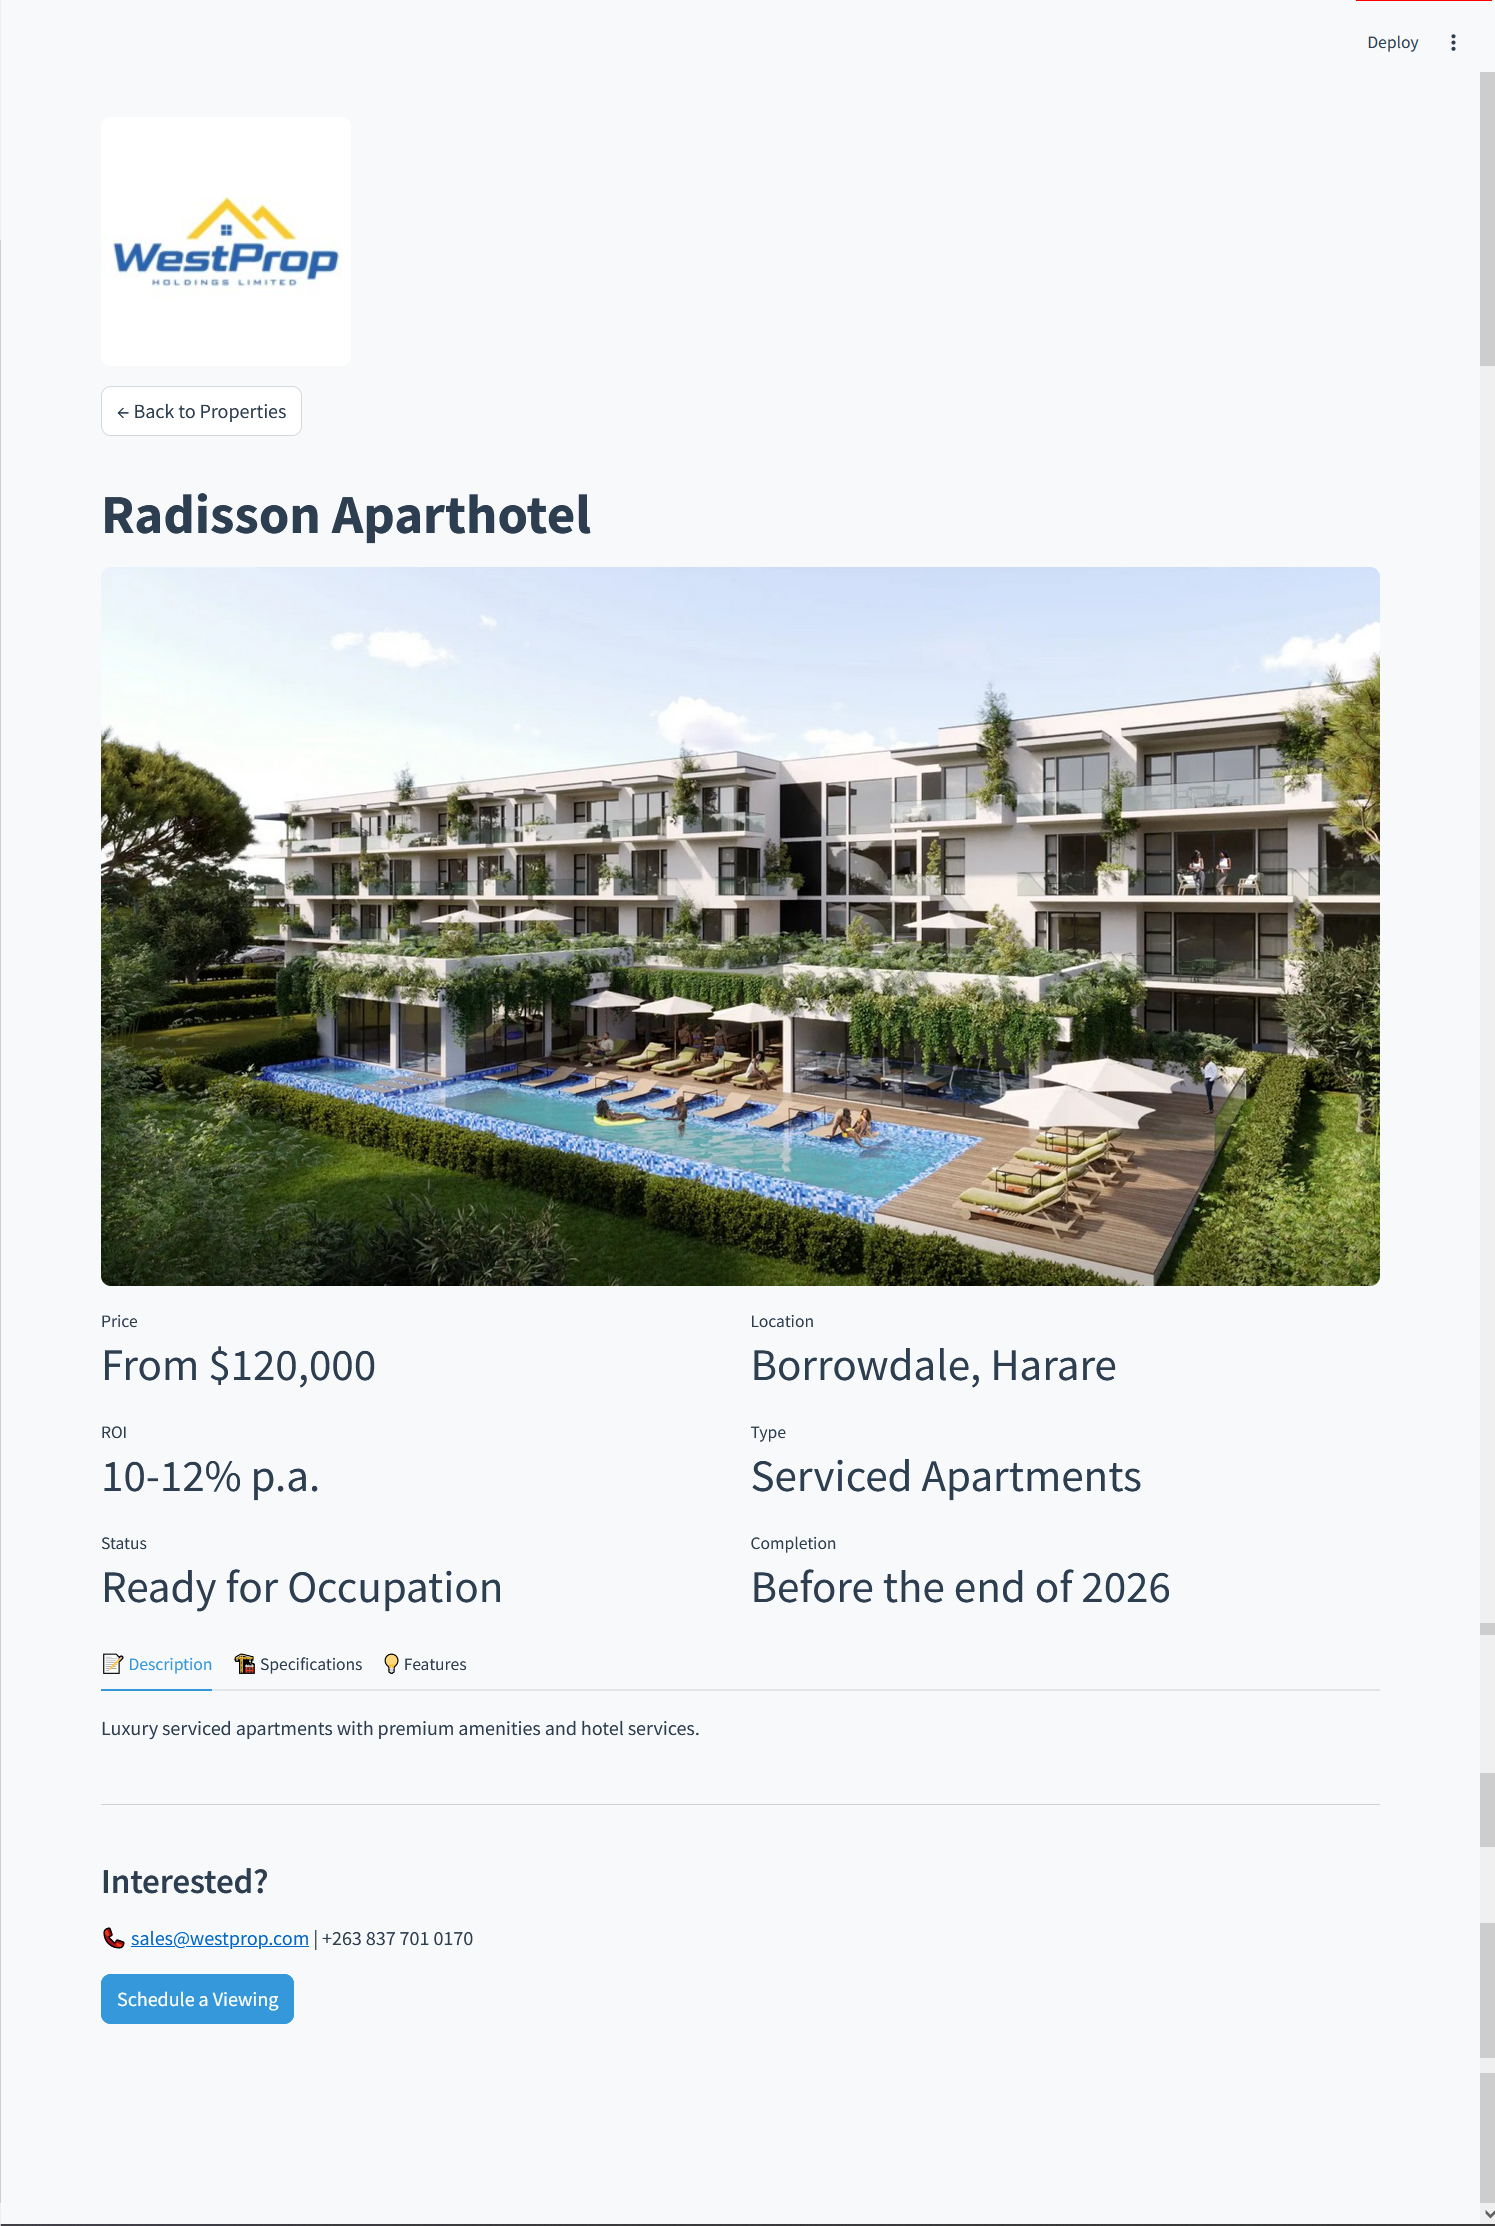 Deploy
WestProp
HOLDINGS LIMITED
← Back to Properties
Radisson Aparthotel
Price
From $120,000
Location
Borrowdale, Harare
ROI
10-12% p.a.
Type
Serviced Apartments
Status
Ready for Occupation
Completion
Before the end of 2026
Description Specifications Features
Luxury serviced apartments with premium amenities and hotel services.
Interested?
sales@westprop.com | +263 837 701 0170
Schedule a Viewing